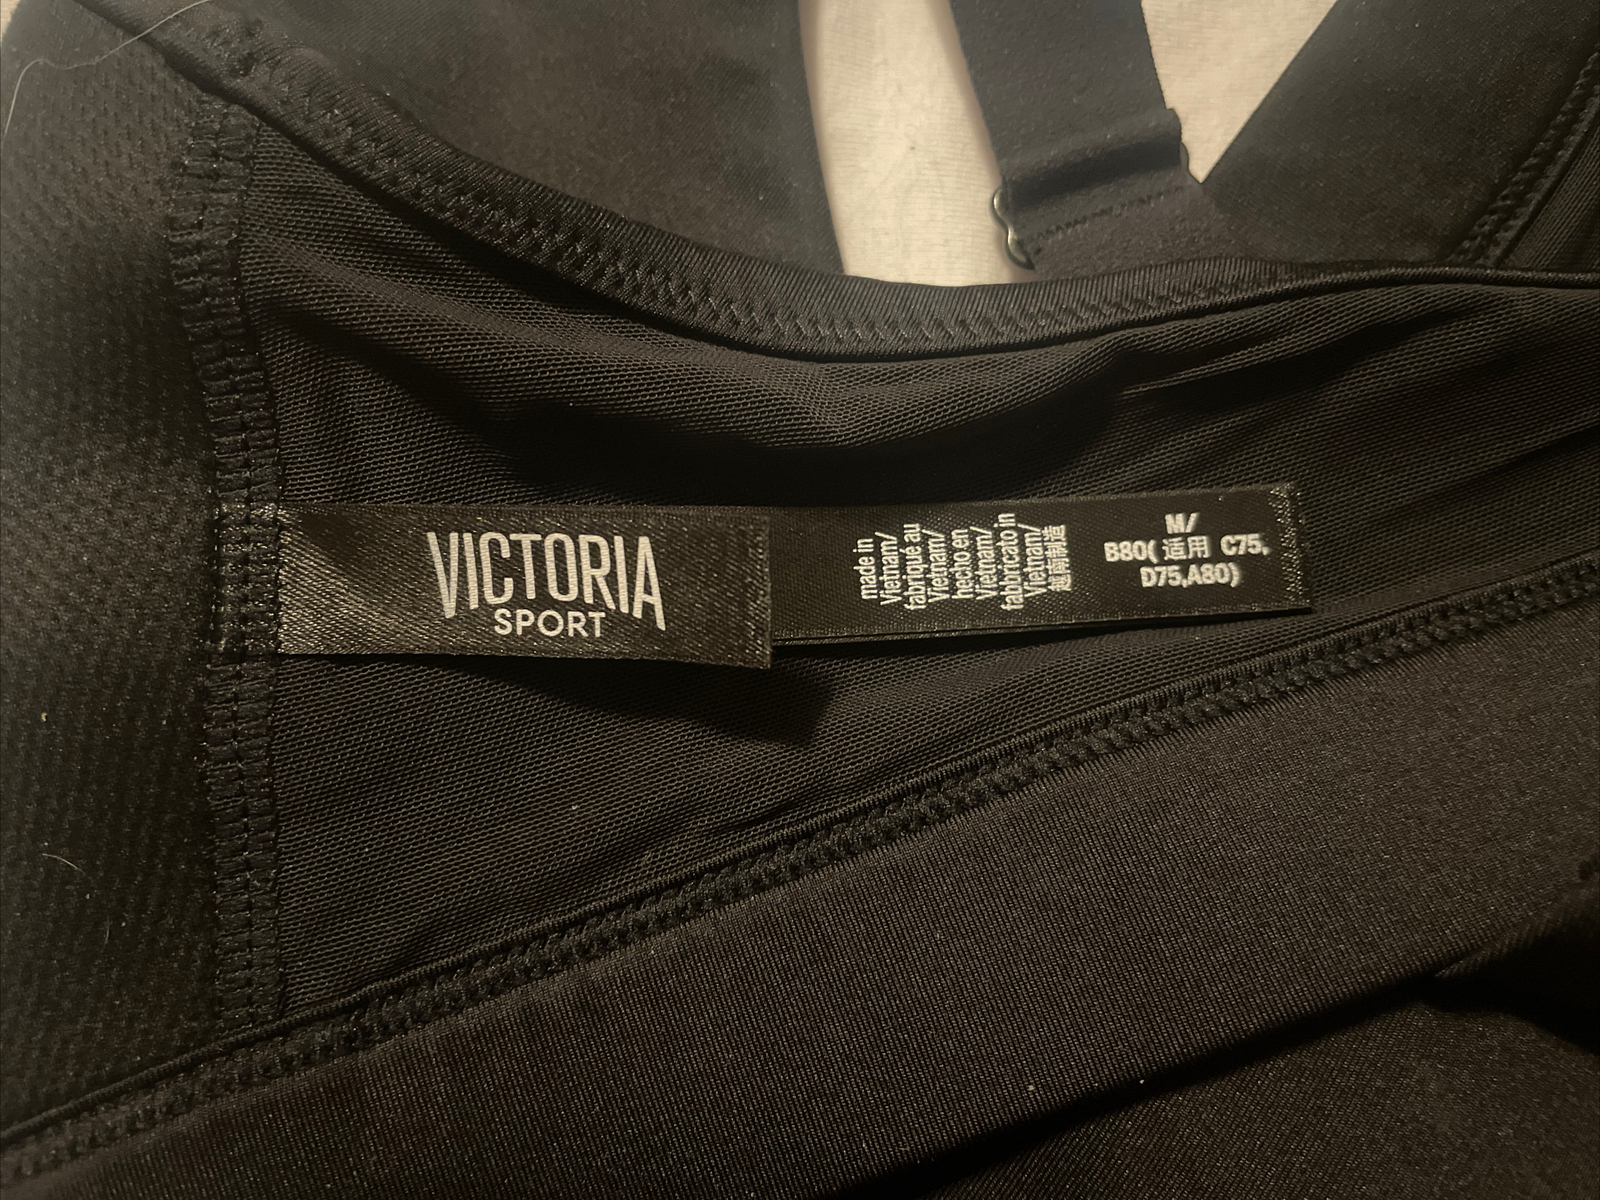 VICTORIA
SPORT
made in
Vietnam/
fabriqué au
Vietnam/
hecho en
Vietnam/
fabricato in
Vietnam/
越南制造
M/
B80( 适用 C75,
D75,A80)